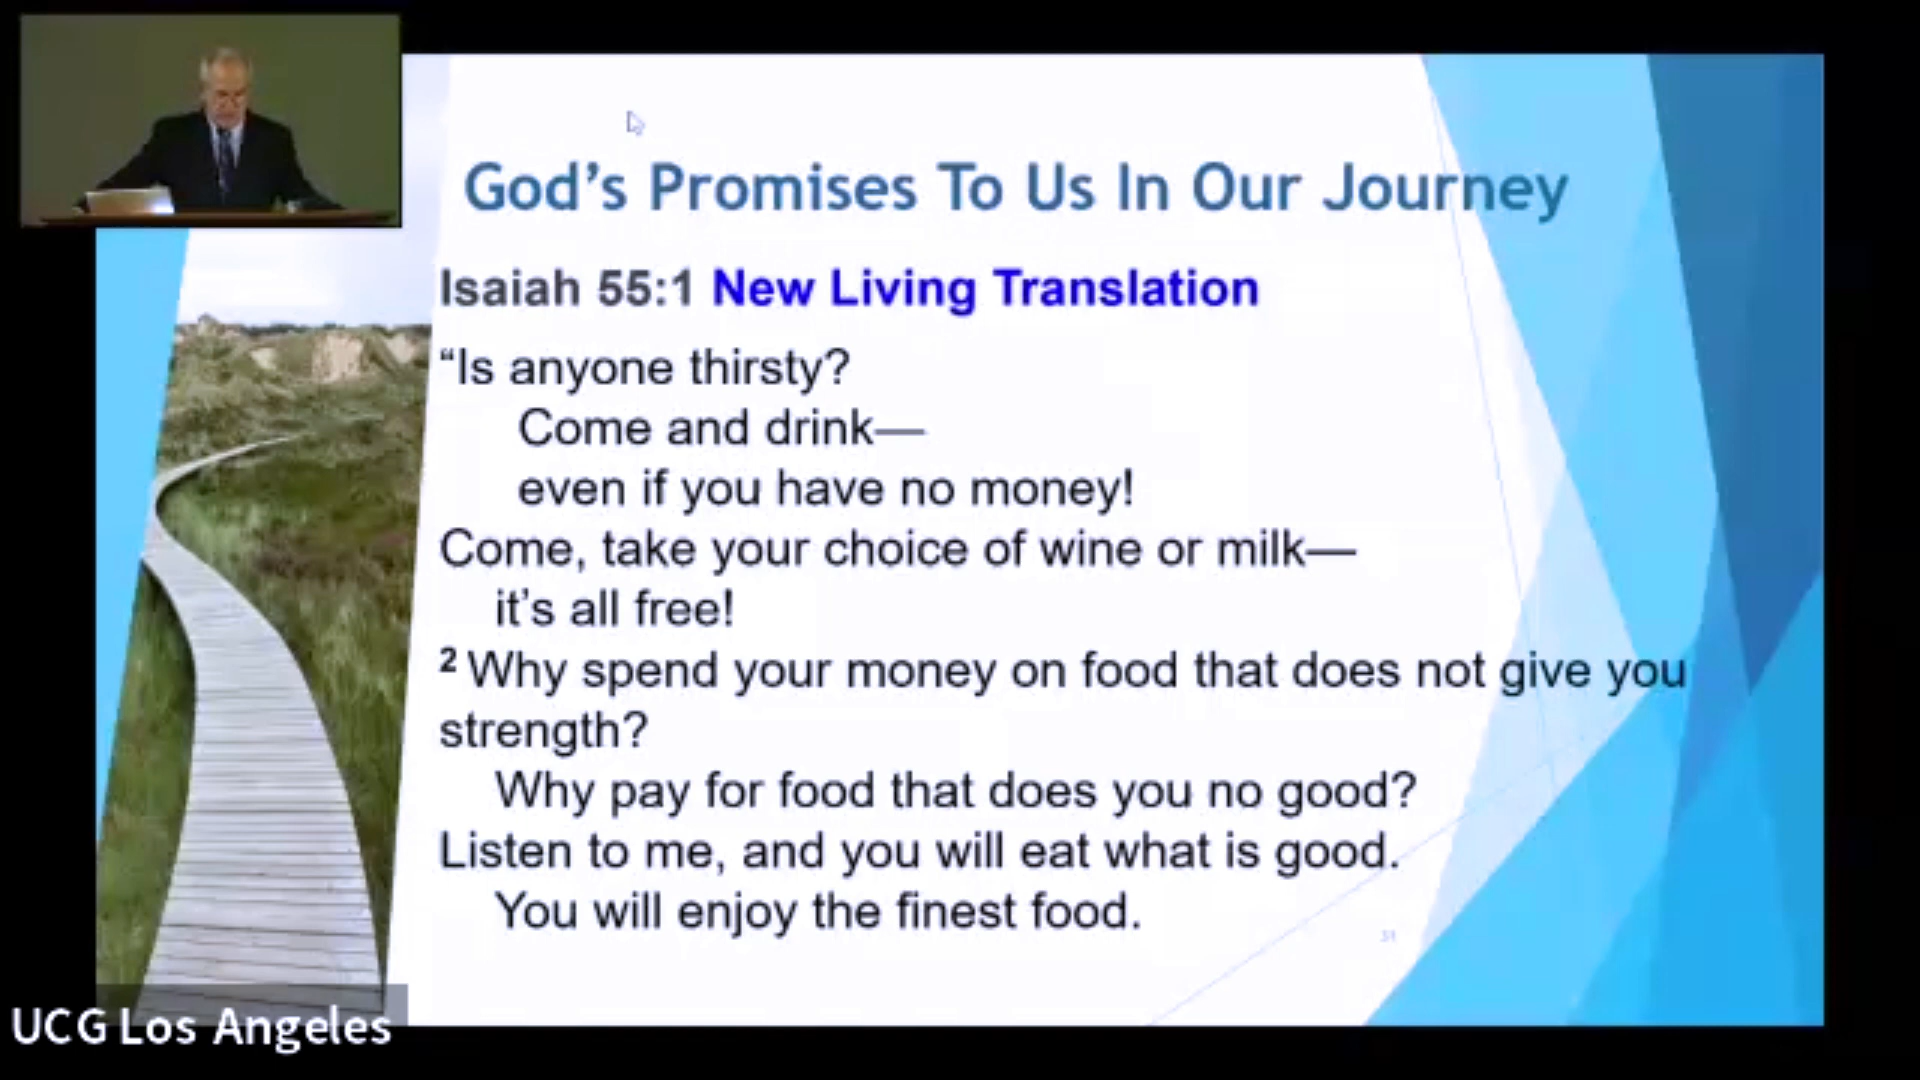 God’s Promises To Us In Our Journey
Isaiah 55:1 New Living Translation
“Is anyone thirsty?
Come and drink—
even if you have no money!
Come, take your choice of wine or milk—
it’s all free!
2 Why spend your money on food that does not give you
strength?
Why pay for food that does you no good?
Listen to me, and you will eat what is good.
You will enjoy the finest food.
31
UCG Los Angeles